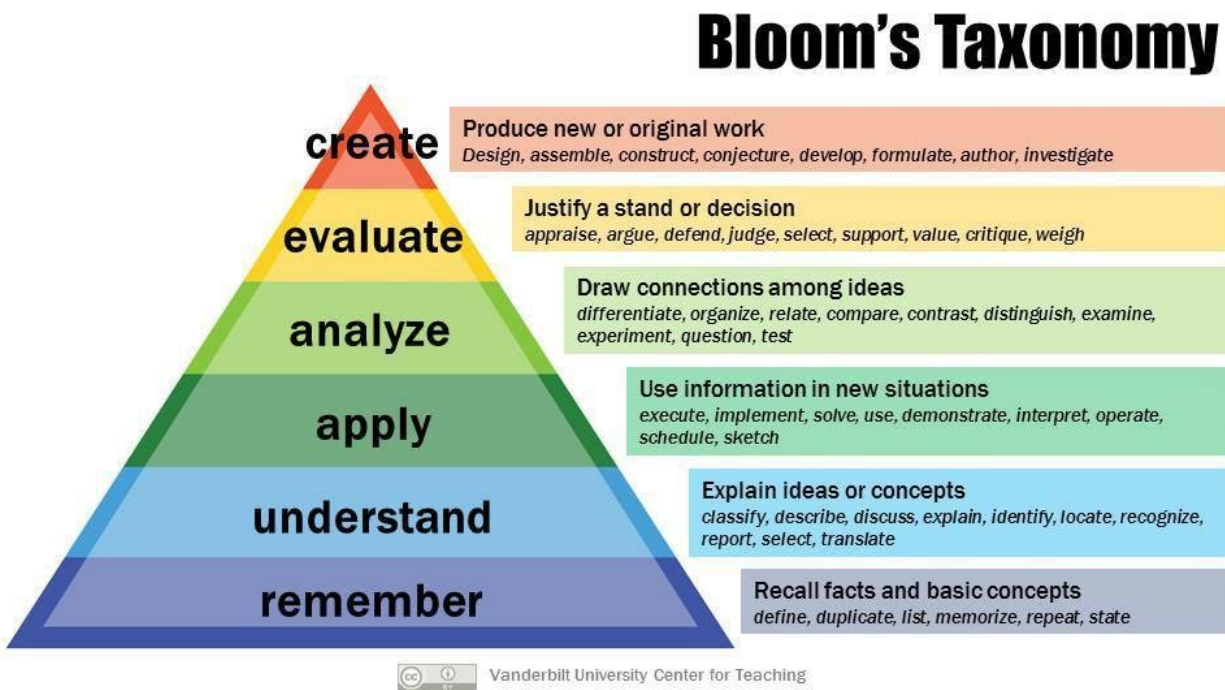 Bloom's Taxonomy
create
Produce new or original work
Design, assemble, construct, conjecture, develop, formulate, author, investigate
evaluate
Justify a stand or decision
appraise, argue, defend, judge, select, support, value, critique, weigh
analyze
Draw connections among ideas
differentiate, organize, relate, compare, contrast, distinguish, examine,
experiment, question, test
apply
Use information in new situations
execute, implement, solve, use, demonstrate, interpret, operate,
schedule, sketch
understand
Explain ideas or concepts
classify, describe, discuss, explain, identify, locate, recognize,
report, select, translate
remember
Recall facts and basic concepts
define, duplicate, list, memorize, repeat, state
cc
BY
Vanderbilt University Center for Teaching